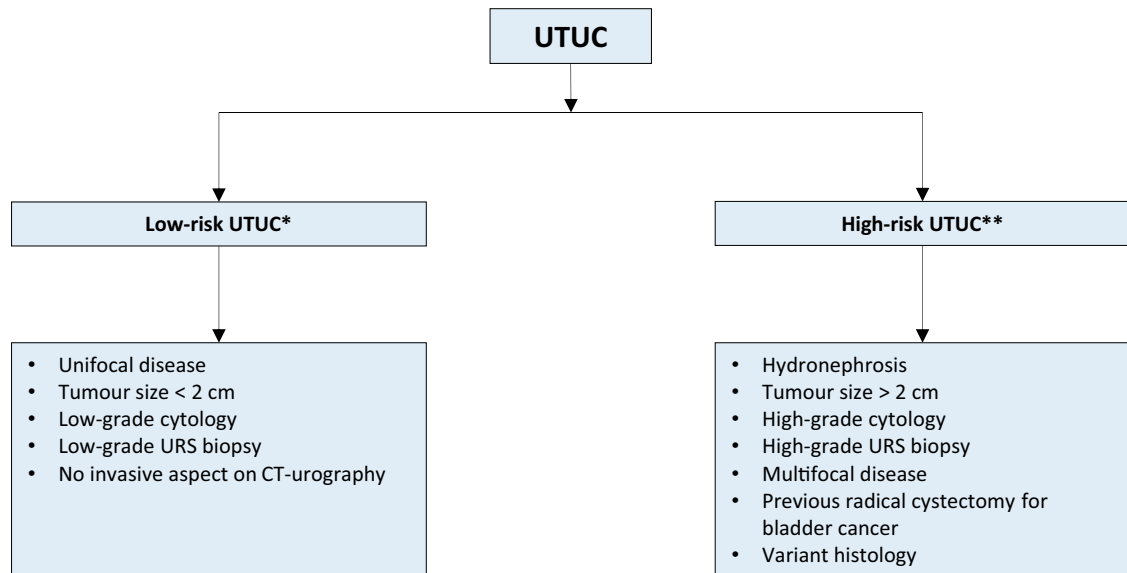 UTUC
Low-risk UTUC*
High-risk UTUC**
• Unifocal disease
• Tumour size < 2 cm
• Low-grade cytology
• Low-grade URS biopsy
• No invasive aspect on CT-urography
• Hydronephrosis
• Tumour size > 2 cm
• High-grade cytology
• High-grade URS biopsy
• Multifocal disease
• Previous radical cystectomy for
bladder cancer
• Variant histology